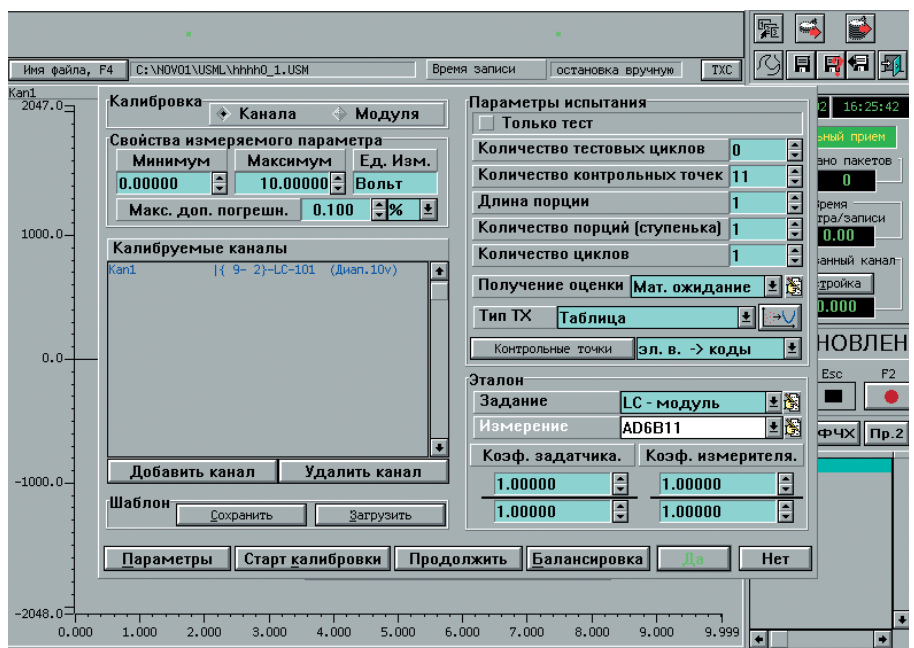 Имя файла, F4 C:\NOVO1\USML\hhhh0_1.USM Время записи остановка вручную ТХС
Кан1
2047.0
1000.0
0.0
-1000.0
-2048.0
0.000 1.000 2.000 3.000 4.000 5.000 6.000 7.000 8.000 9.000 9.999
Калибровка
Канала Модуля
Свойства измеряемого параметра
Минимум Максимум Ед. Изм.
0.00000 10.00000 Вольт
Макс. доп. погрешн. 0.100 %
Калибруемые каналы
Кан1 |{ 9- 2}-LC-101 (Диап.10v)
Добавить канал Удалить канал
Шаблон
Сохранить Загрузить
Параметры испытания
Только тест
Количество тестовых циклов 0
Количество контрольных точек 11
Длина порции 1
Количество порций (ступенька) 1
Количество циклов 1
Получение оценки Мат. ожидание
Тип ТХ Таблица
Контрольные точки эл. в. -> коды
Эталон
Задание LC - модуль
Измерение AD6B11
Коэф. задатчика. Коэф. измерителя.
1.00000 1.00000
1.00000 1.00000
Параметры Старт калибровки Продолжить Балансировка Да Нет
2 16:25:42
ьный прием
ано пакетов
0
ремя
тра/записи
0.00
занный канал
тройка
0.000
НОВЛЕН
Esc F2
ФЧХ Пр.2